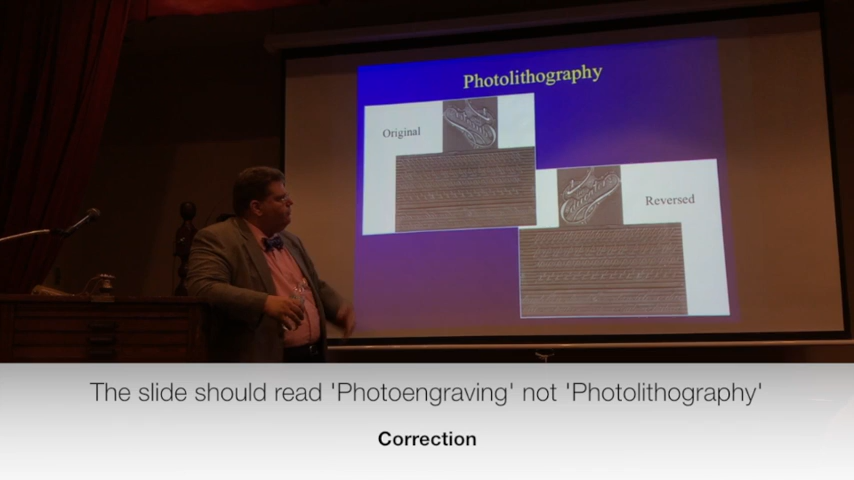 Photolithography
Original
Reversed
The slide should read 'Photoengraving' not 'Photolithography'
Correction